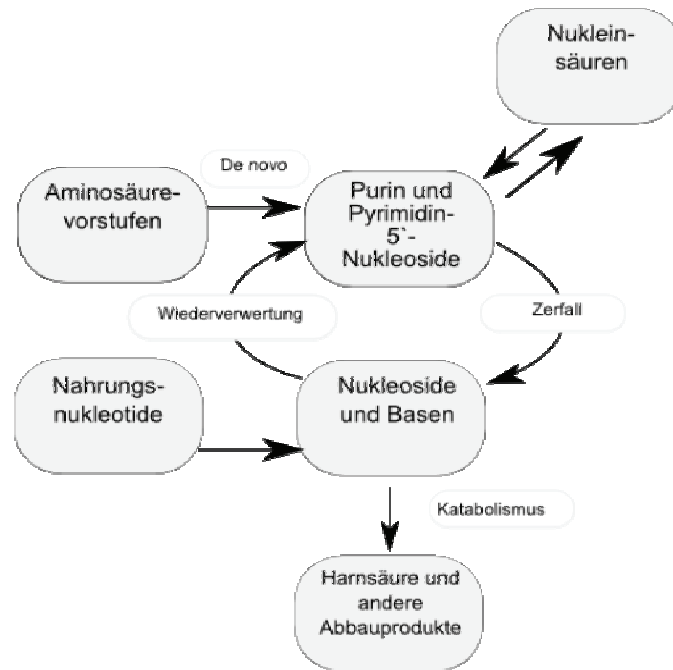 Nuklein-
säuren
De novo
Aminosäure-
vorstufen
Purin und
Pyrimidin-
5`-
Nukleoside
Wiederverwertung
Zerfall
Nahrungs-
nukleotide
Nukleoside
und Basen
Katabolismus
Harnsäure und
andere
Abbauprodukte